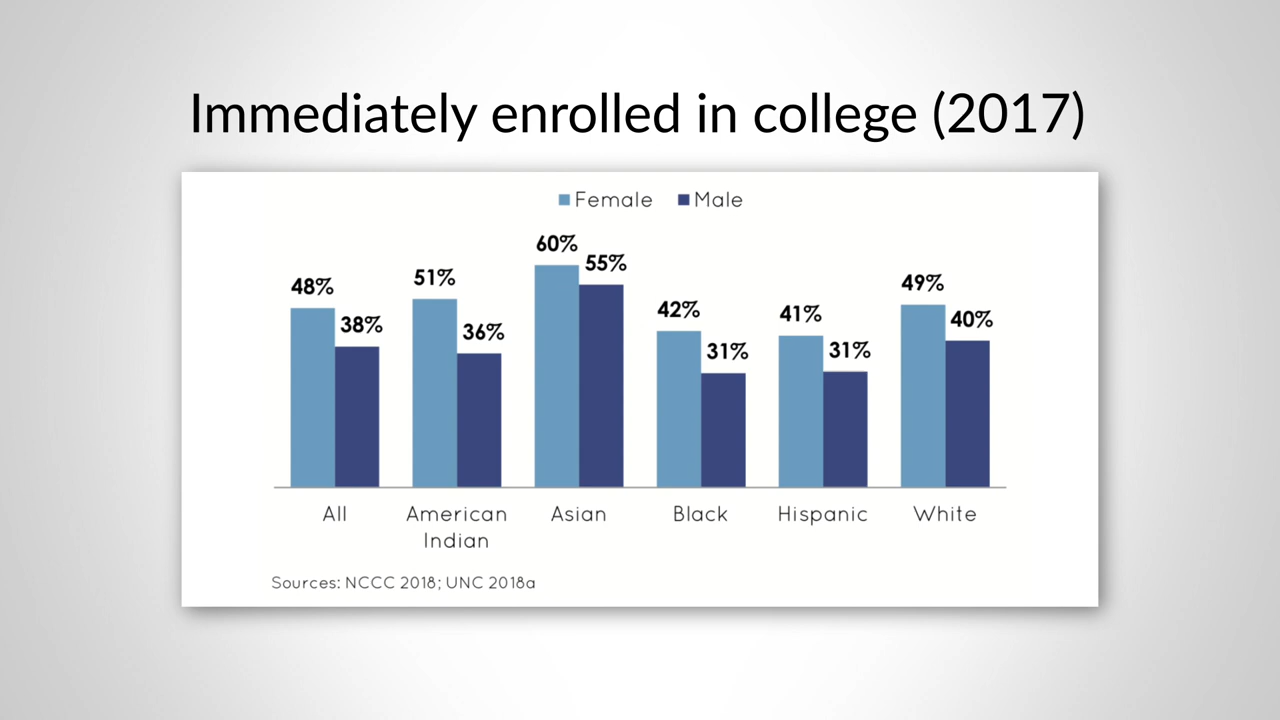 Immediately enrolled in college (2017)
Female Male
60%
55%
51%
49%
48%
42%
41%
40%
38%
36%
31%
31%
All American Asian Black Hispanic White
Indian
Sources: NCCC 2018; UNC 2018a